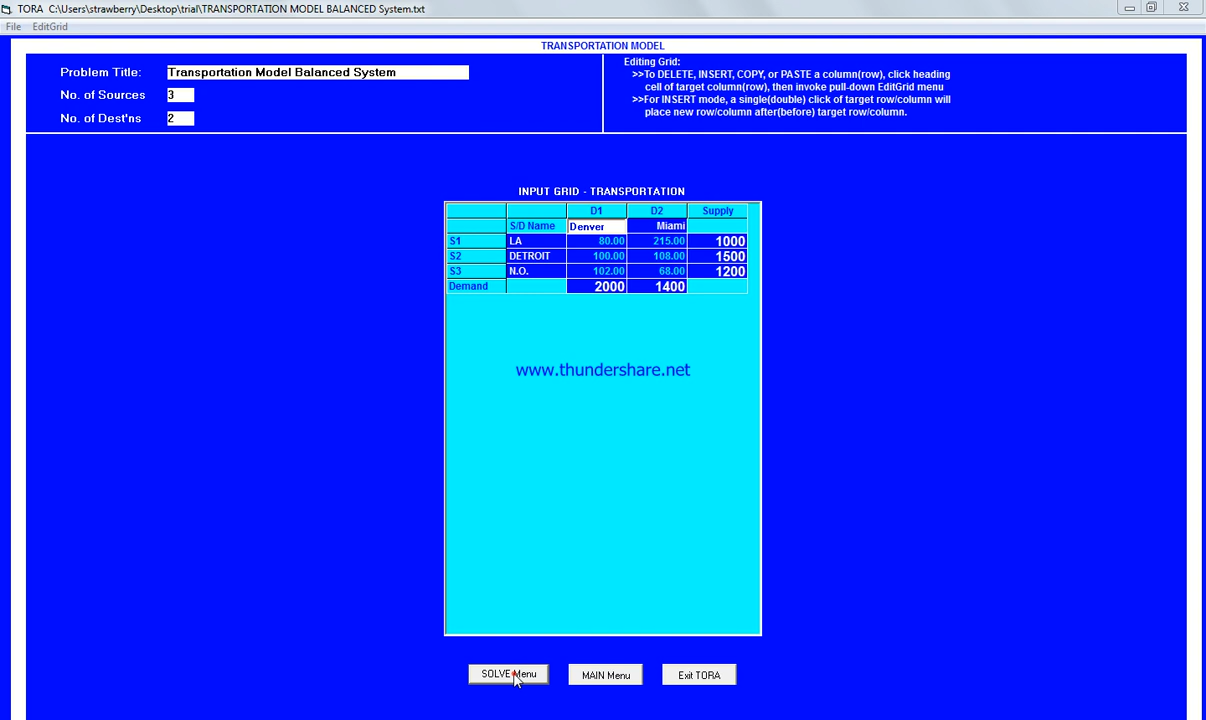 TORA C:\Users\strawberry\Desktop\trial\TRANSPORTATION MODEL BALANCED System.txt
File EditGrid
TRANSPORTATION MODEL
Problem Title: Transportation Model Balanced System
No. of Sources 3
No. of Dest'ns 2
Editing Grid:
>>To DELETE, INSERT, COPY, or PASTE a column(row), click heading
cell of target column(row), then invoke pull-down EditGrid menu
>>For INSERT mode, a single(double) click of target row/column will
place new row/column after(before) target row/column.
INPUT GRID - TRANSPORTATION
D1 D2 Supply
S/D Name Denver Miami
S1 LA 80.00 215.00 1000
S2 DETROIT 100.00 108.00 1500
S3 N.O. 102.00 68.00 1200
Demand 2000 1400
www.thundershare.net
SOLVE Menu MAIN Menu Exit TORA